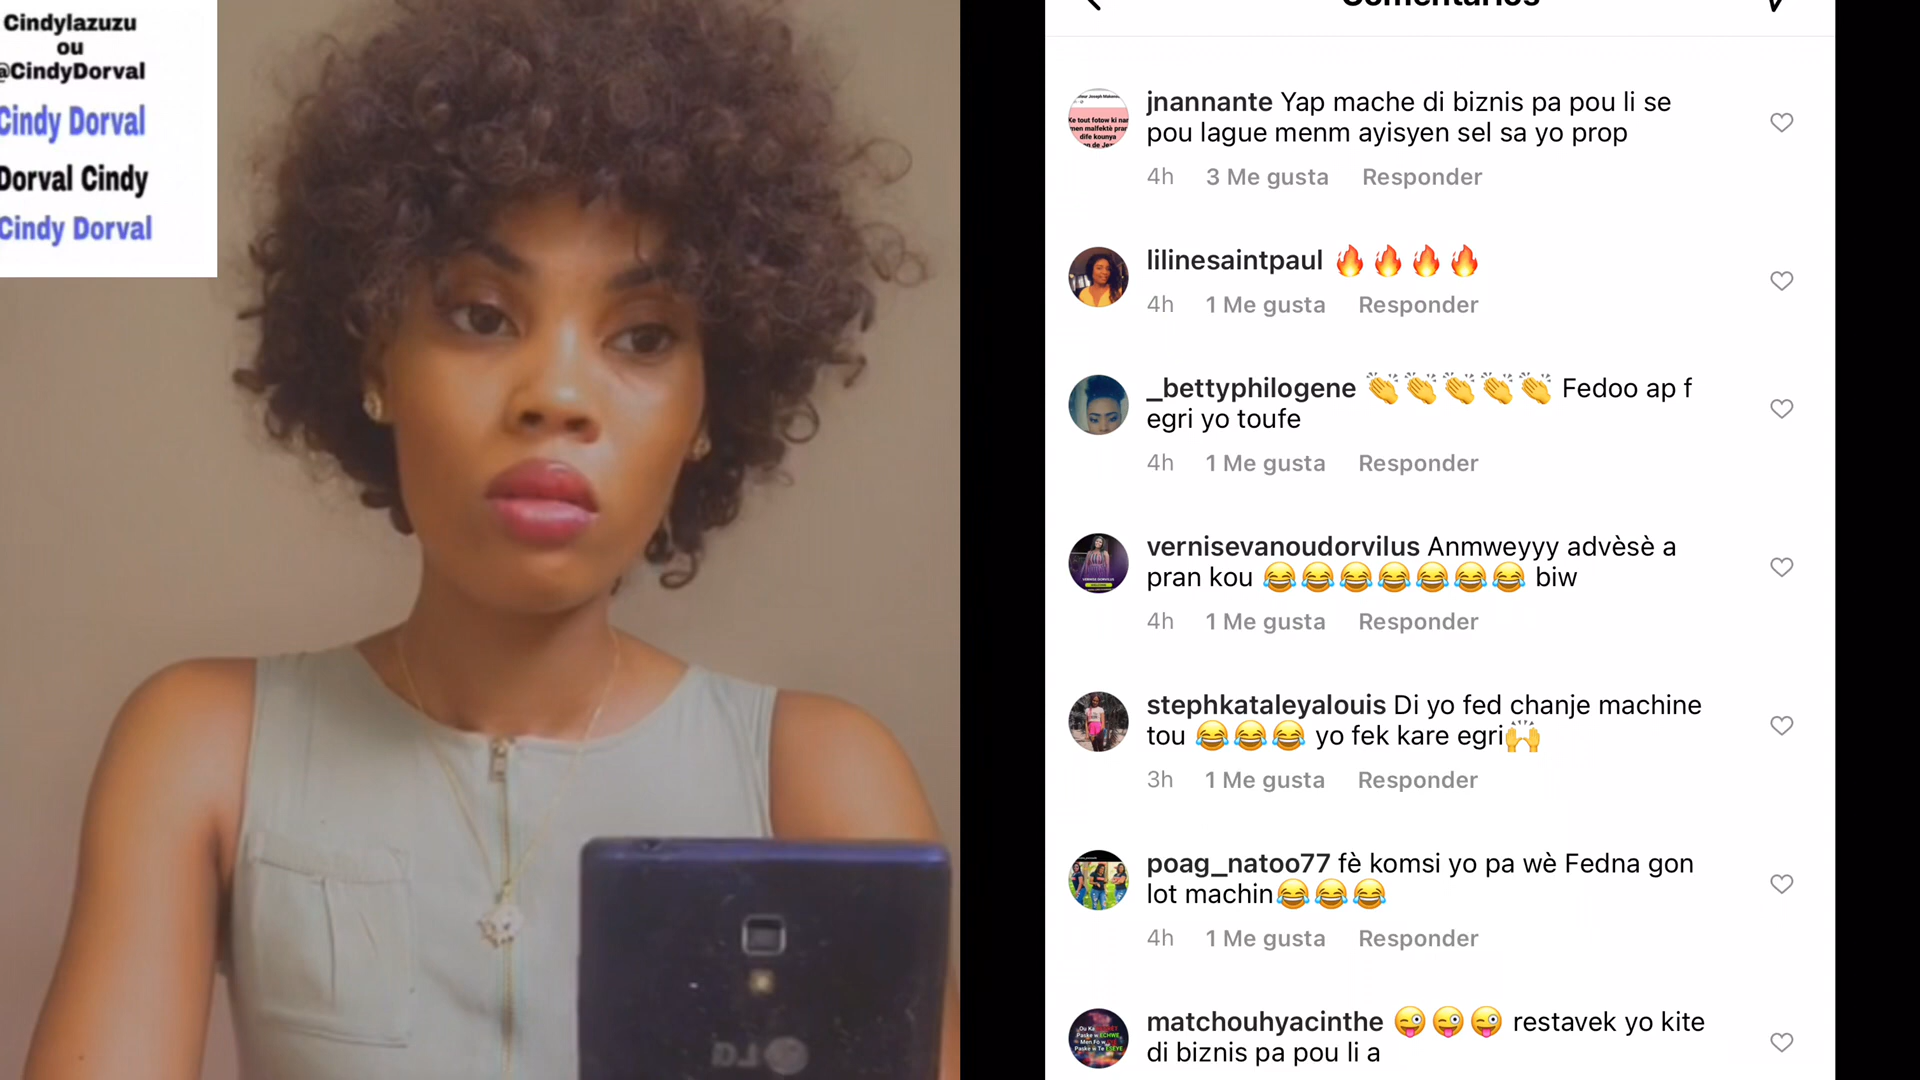 Cindylazuzu
ou
@CindyDorval
Cindy Dorval
Dorval Cindy
Cindy Dorval
LG
Comentarios
jnannante Yap mache di biznis pa pou li se
pou lague menm ayisyen sel sa yo prop
4h 3 Me gusta Responder
lilinesaintpaul 🔥🔥🔥🔥
4h 1 Me gusta Responder
_bettyphilogene 👏👏👏👏👏 Fedoo ap f
egri yo toufe
4h 1 Me gusta Responder
vernisevanoudorvilus Anmweyyy advèsè a
pran kou 😂😂😂😂😂😂😂 biw
4h 1 Me gusta Responder
stephkataleyalouis Di yo fed chanje machine
tou 😂😂😂 yo fek kare egri🙌
3h 1 Me gusta Responder
poag_natoo77 fè komsi yo pa wè Fedna gon
lot machin😂😂😂
4h 1 Me gusta Responder
matchouhyacinthe 😜😜😜 restavek yo kite
di biznis pa pou li a